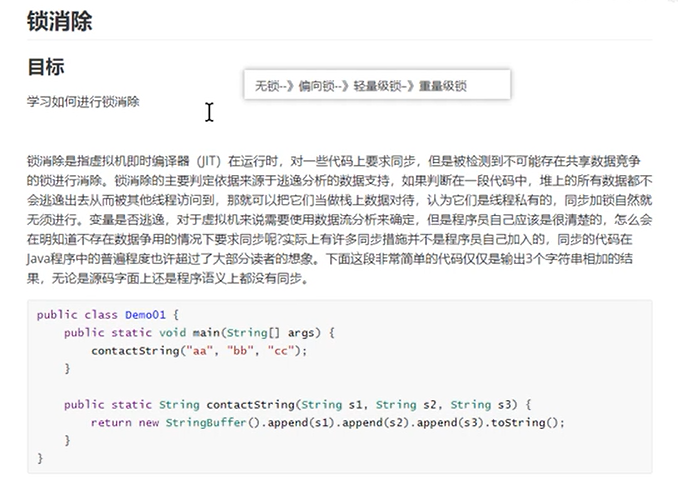 锁消除
目标
无锁--》偏向锁--》轻量级锁–》重量级锁
学习如何进行锁消除
锁消除是指虚拟机即时编译器（JIT）在运行时，对一些代码上要求同步，但是被检测到不可能存在共享数据竞争
的锁进行消除。锁消除的主要判定依据来源于逃逸分析的数据支持，如果判断在一段代码中，堆上的所有数据都不
会逃逸出去从而被其他线程访问到，那就可以把它们当做栈上数据对待，认为它们是线程私有的，同步加锁自然就
无须进行。变量是否逃逸，对于虚拟机来说需要使用数据流分析来确定，但是程序员自己应该是很清楚的，怎么会
在明知道不存在数据争用的情况下要求同步呢?实际上有许多同步措施并不是程序员自己加入的，同步的代码在
Java程序中的普遍程度也许超过了大部分读者的想象。下面这段非常简单的代码仅仅是输出3个字符串相加的结
果，无论是源码字面上还是程序语义上都没有同步。
public class Demo01 {
    public static void main(String[] args) {
        contactString("aa", "bb", "cc");
    }
    public static String contactString(String s1, String s2, String s3) {
        return new StringBuffer().append(s1).append(s2).append(s3).toString();
    }
}